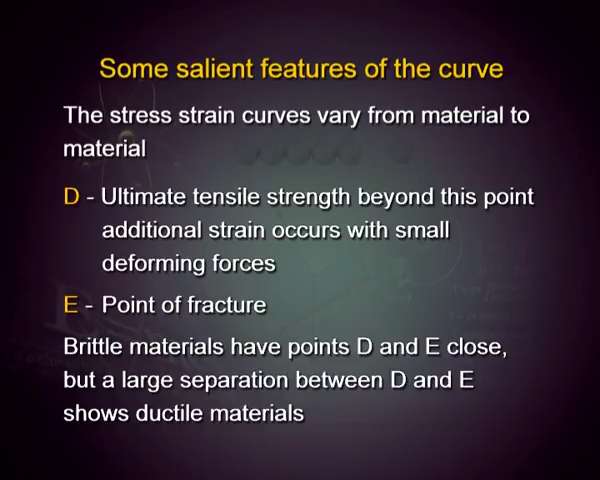 Some salient features of the curve
The stress strain curves vary from material to
material
D - Ultimate tensile strength beyond this point
additional strain occurs with small
deforming forces
E - Point of fracture
Brittle materials have points D and E close,
but a large separation between D and E
shows ductile materials